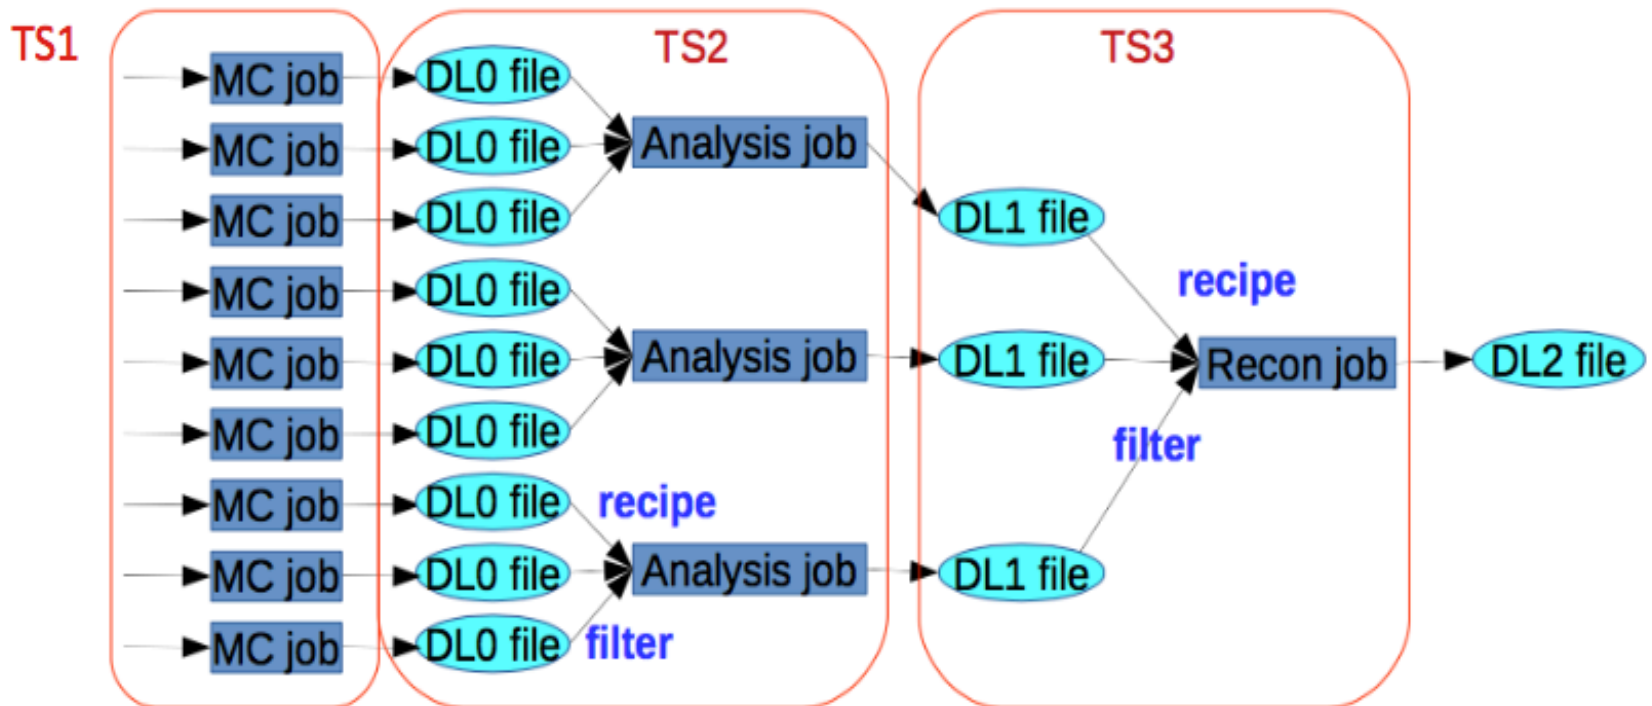 TS1
TS2
TS3
MC job
DL0 file
MC job
DL0 file
Analysis job
MC job
DL0 file
DL1 file
MC job
DL0 file
recipe
MC job
DL0 file
Analysis job
DL1 file
Recon job
DL2 file
MC job
DL0 file
filter
MC job
DL0 file
recipe
MC job
DL0 file
Analysis job
DL1 file
MC job
DL0 file
filter